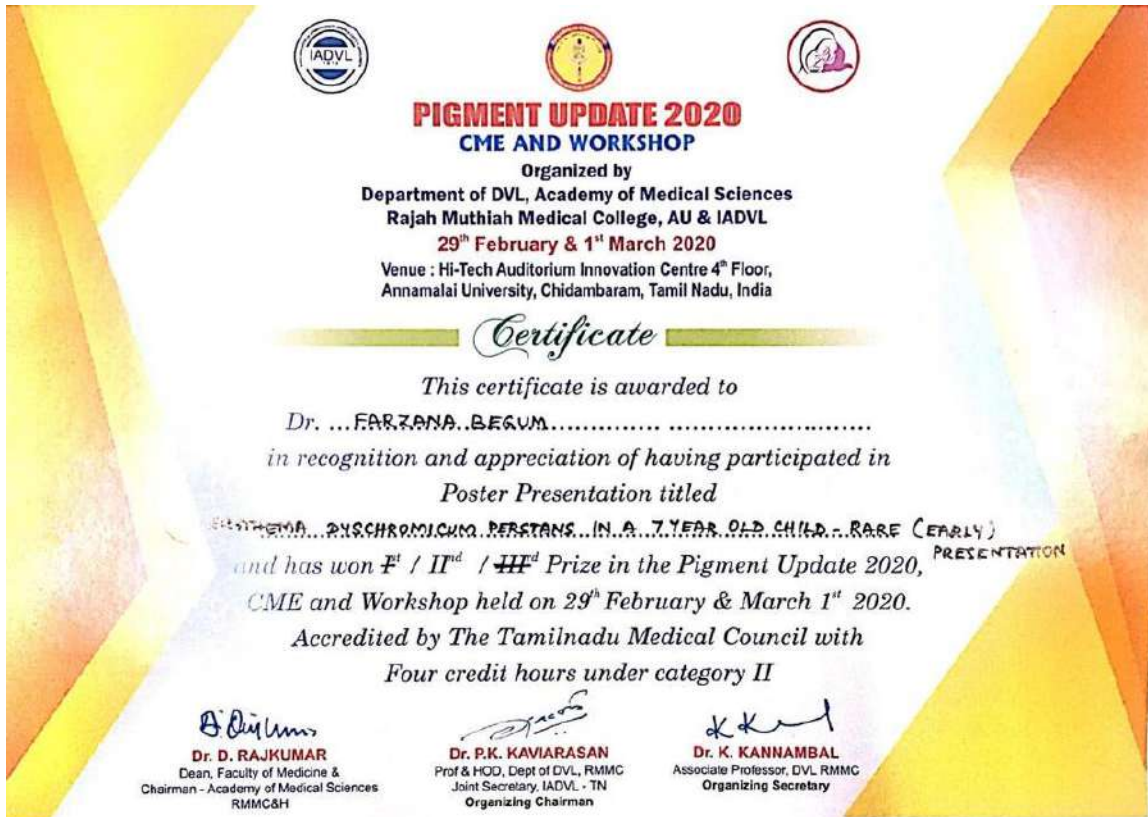 IADVL
PIGMENT UPDATE 2020
CME AND WORKSHOP
Organized by
Department of DVL, Academy of Medical Sciences
Rajah Muthiah Medical College, AU & IADVL
29th February & 1st March 2020
Venue : Hi-Tech Auditorium Innovation Centre 4th Floor,
Annamalai University, Chidambaram, Tamil Nadu, India
Certificate
This certificate is awarded to
Dr. ...FARZANA..BEGUM.............. ..........................
in recognition and appreciation of having participated in
Poster Presentation titled
DYSCHROMICUM PERSTANS IN A 7 YEAR OLD CHILD - RARE (EARLY)
PRESENTATION
and has won Ist / IInd / IIIrd Prize in the Pigment Update 2020,
CME and Workshop held on 29th February & March 1st 2020.
Accredited by The Tamilnadu Medical Council with
Four credit hours under category II
Dr. D. RAJKUMAR
Dean, Faculty of Medicine &
Chairman - Academy of Medical Sciences
RMMC&H
Dr. P.K. KAVIARASAN
Prof & HOD, Dept of DVL, RMMC
Joint Secretary, IADVL - TN
Organizing Chairman
Dr. K. KANNAMBAL
Associate Professor, DVL RMMC
Organizing Secretary